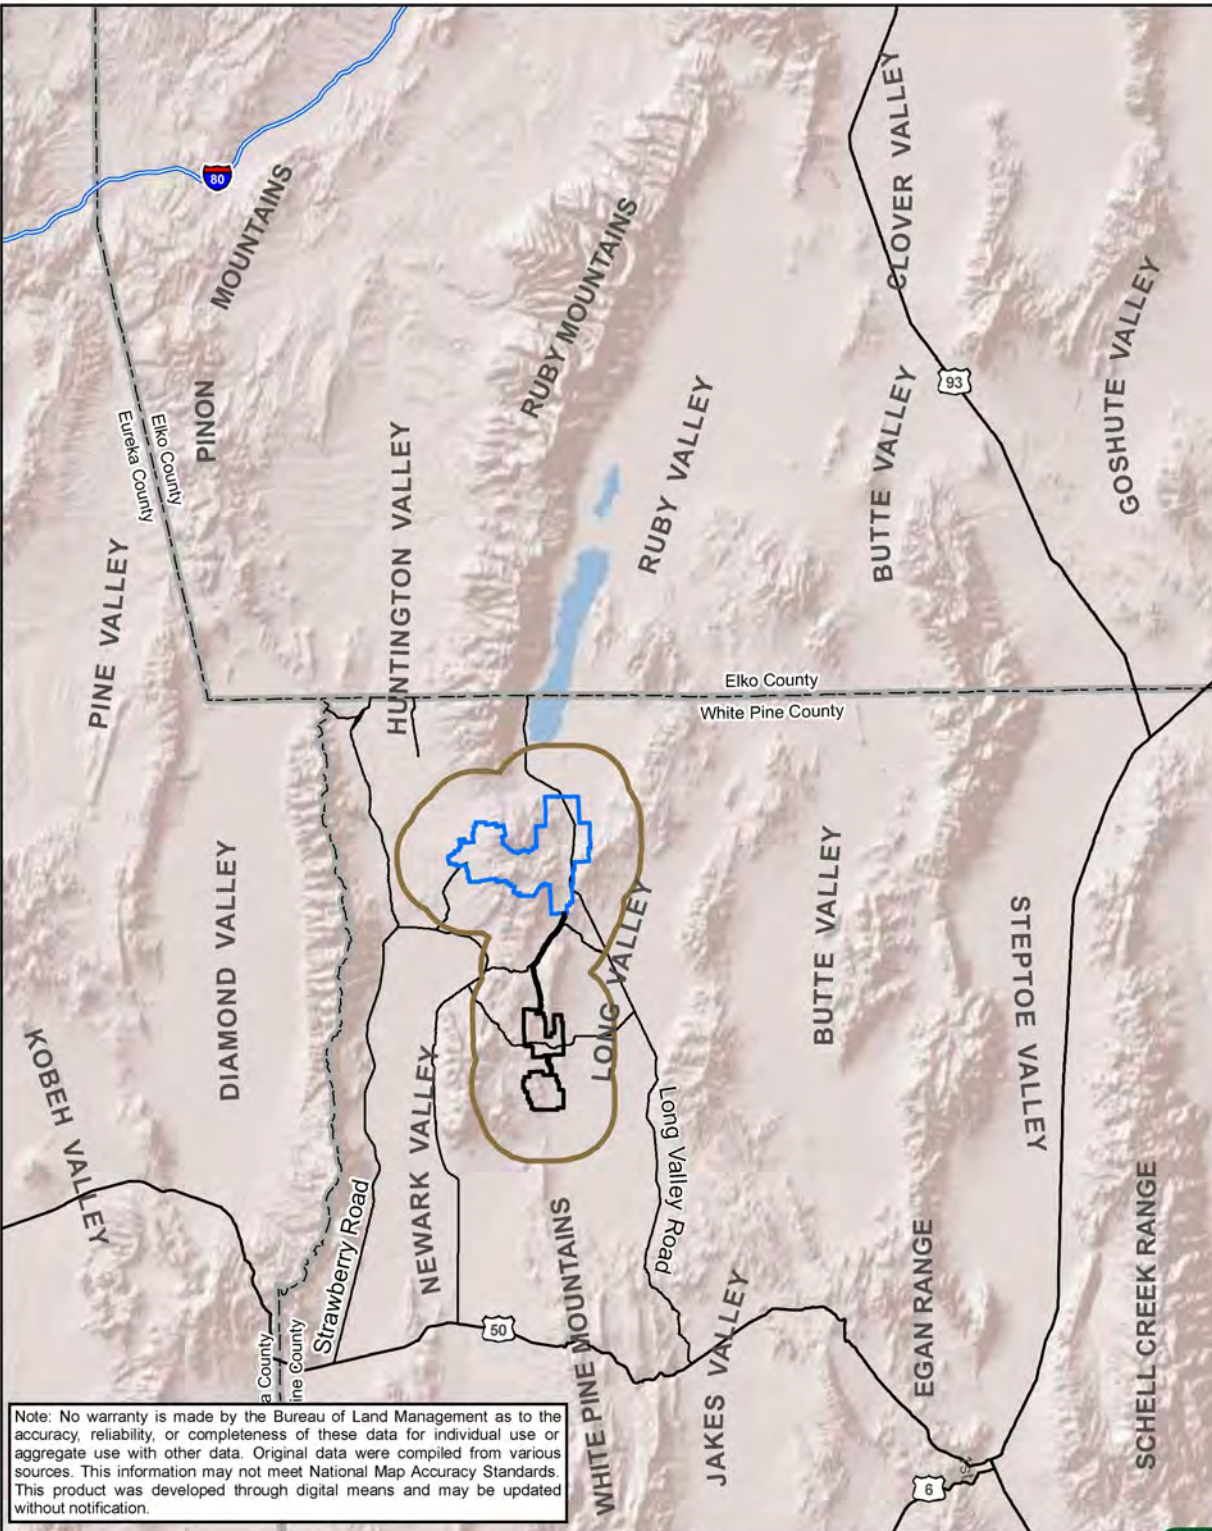 80
MOUNTAINS
PINON
RUBY MOUNTAINS
CLOVER VALLEY
GOSHUTE VALLEY
93
Elko County
Eureka County
HUNTINGTON VALLEY
RUBY VALLEY
BUTTE VALLEY
PINE VALLEY
Elko County
White Pine County
DIAMOND VALLEY
LONG VALLEY
BUTTE VALLEY
STEPTOE VALLEY
KOBEH VALLEY
NEWARK VALLEY
Long Valley Road
Strawberry Road
WHITE PINE MOUNTAINS
JAKES VALLEY
EGAN RANGE
SCHELL CREEK RANGE
50
a County
ine County
6
Note: No warranty is made by the Bureau of Land Management as to the
accuracy, reliability, or completeness of these data for individual use or
aggregate use with other data. Original data were compiled from various
sources. This information may not meet National Map Accuracy Standards.
This product was developed through digital means and may be updated
without notification.